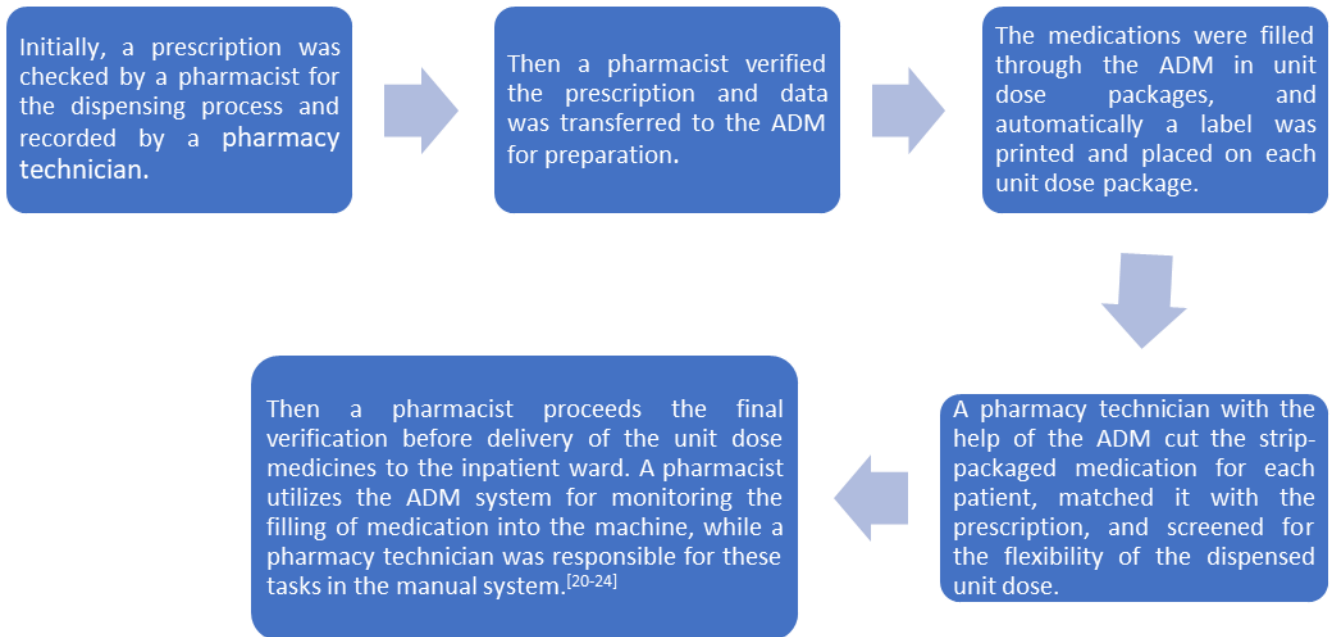 Initially, a prescription was
checked by a pharmacist for
the dispensing process and
recorded by a pharmacy
technician.
Then a pharmacist verified
the prescription and data
was transferred to the ADM
for preparation.
The medications were filled
through the ADM in unit
dose packages, and
automatically a label was
printed and placed on each
unit dose package.
A pharmacy technician with the
help of the ADM cut the strip-
packaged medication for each
patient, matched it with the
prescription, and screened for
the flexibility of the dispensed
unit dose.
Then a pharmacist proceeds the final
verification before delivery of the unit dose
medicines to the inpatient ward. A pharmacist
utilizes the ADM system for monitoring the
filling of medication into the machine, while a
pharmacy technician was responsible for these
tasks in the manual system.[20-24]